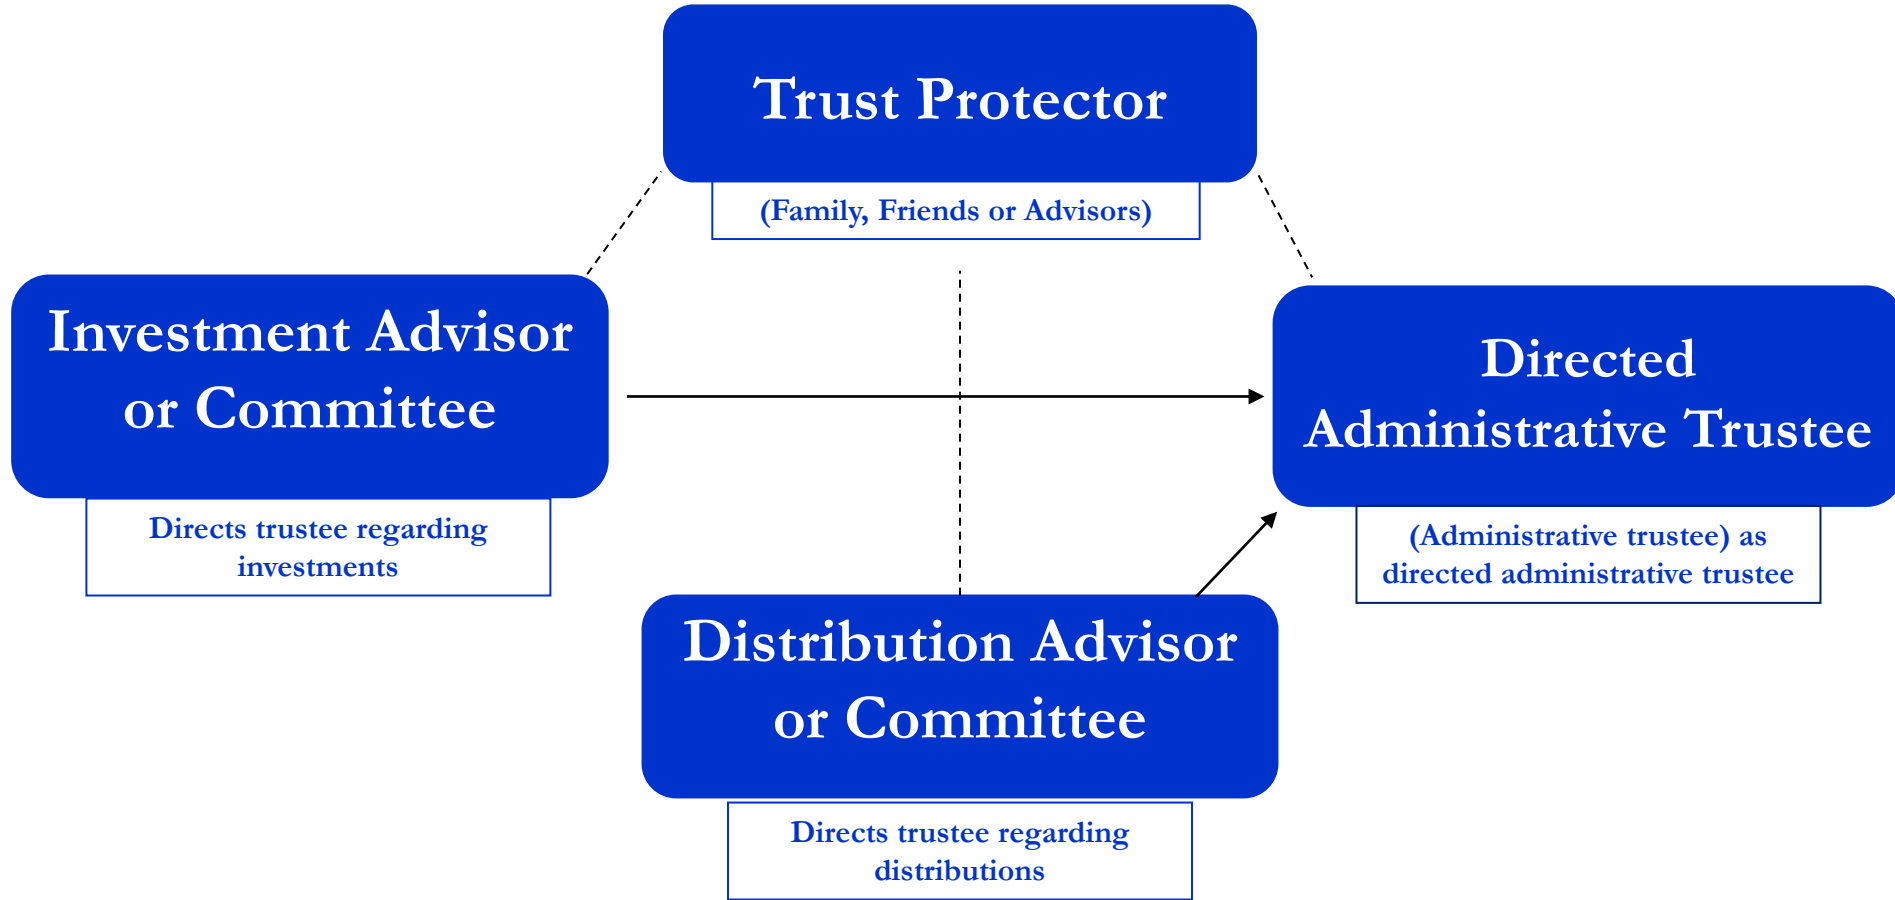 Trust Protector
(Family, Friends or Advisors)
Investment Advisor
or Committee
Directs trustee regarding
investments
Directed
Administrative Trustee
(Administrative trustee) as
directed administrative trustee
Distribution Advisor
or Committee
Directs trustee regarding
distributions